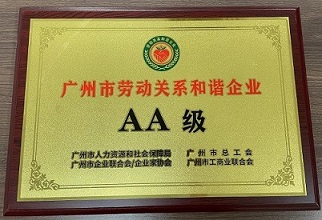 广州市劳动关系和谐企业
AA 级
广州市人力资源和社会保障局 广州市总工会
广州市企业联合会/企业家协会 广州市工商业联合会